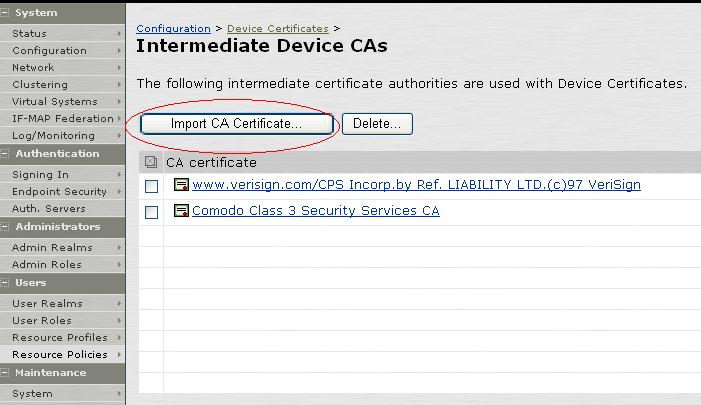 System
Status
Configuration
Network
Clustering
Virtual Systems
IF-MAP Federation
Log/Monitoring
Authentication
Signing In
Endpoint Security
Auth. Servers
Administrators
Admin Realms
Admin Roles
Users
User Realms
User Roles
Resource Profiles
Resource Policies
Maintenance
System
Configuration > Device Certificates >
Intermediate Device CAs
The following intermediate certificate authorities are used with Device Certificates.
Import CA Certificate... Delete...
CA certificate
www.verisign.com/CPS Incorp.by Ref. LIABILITY LTD.(c)97 VeriSign
Comodo Class 3 Security Services CA